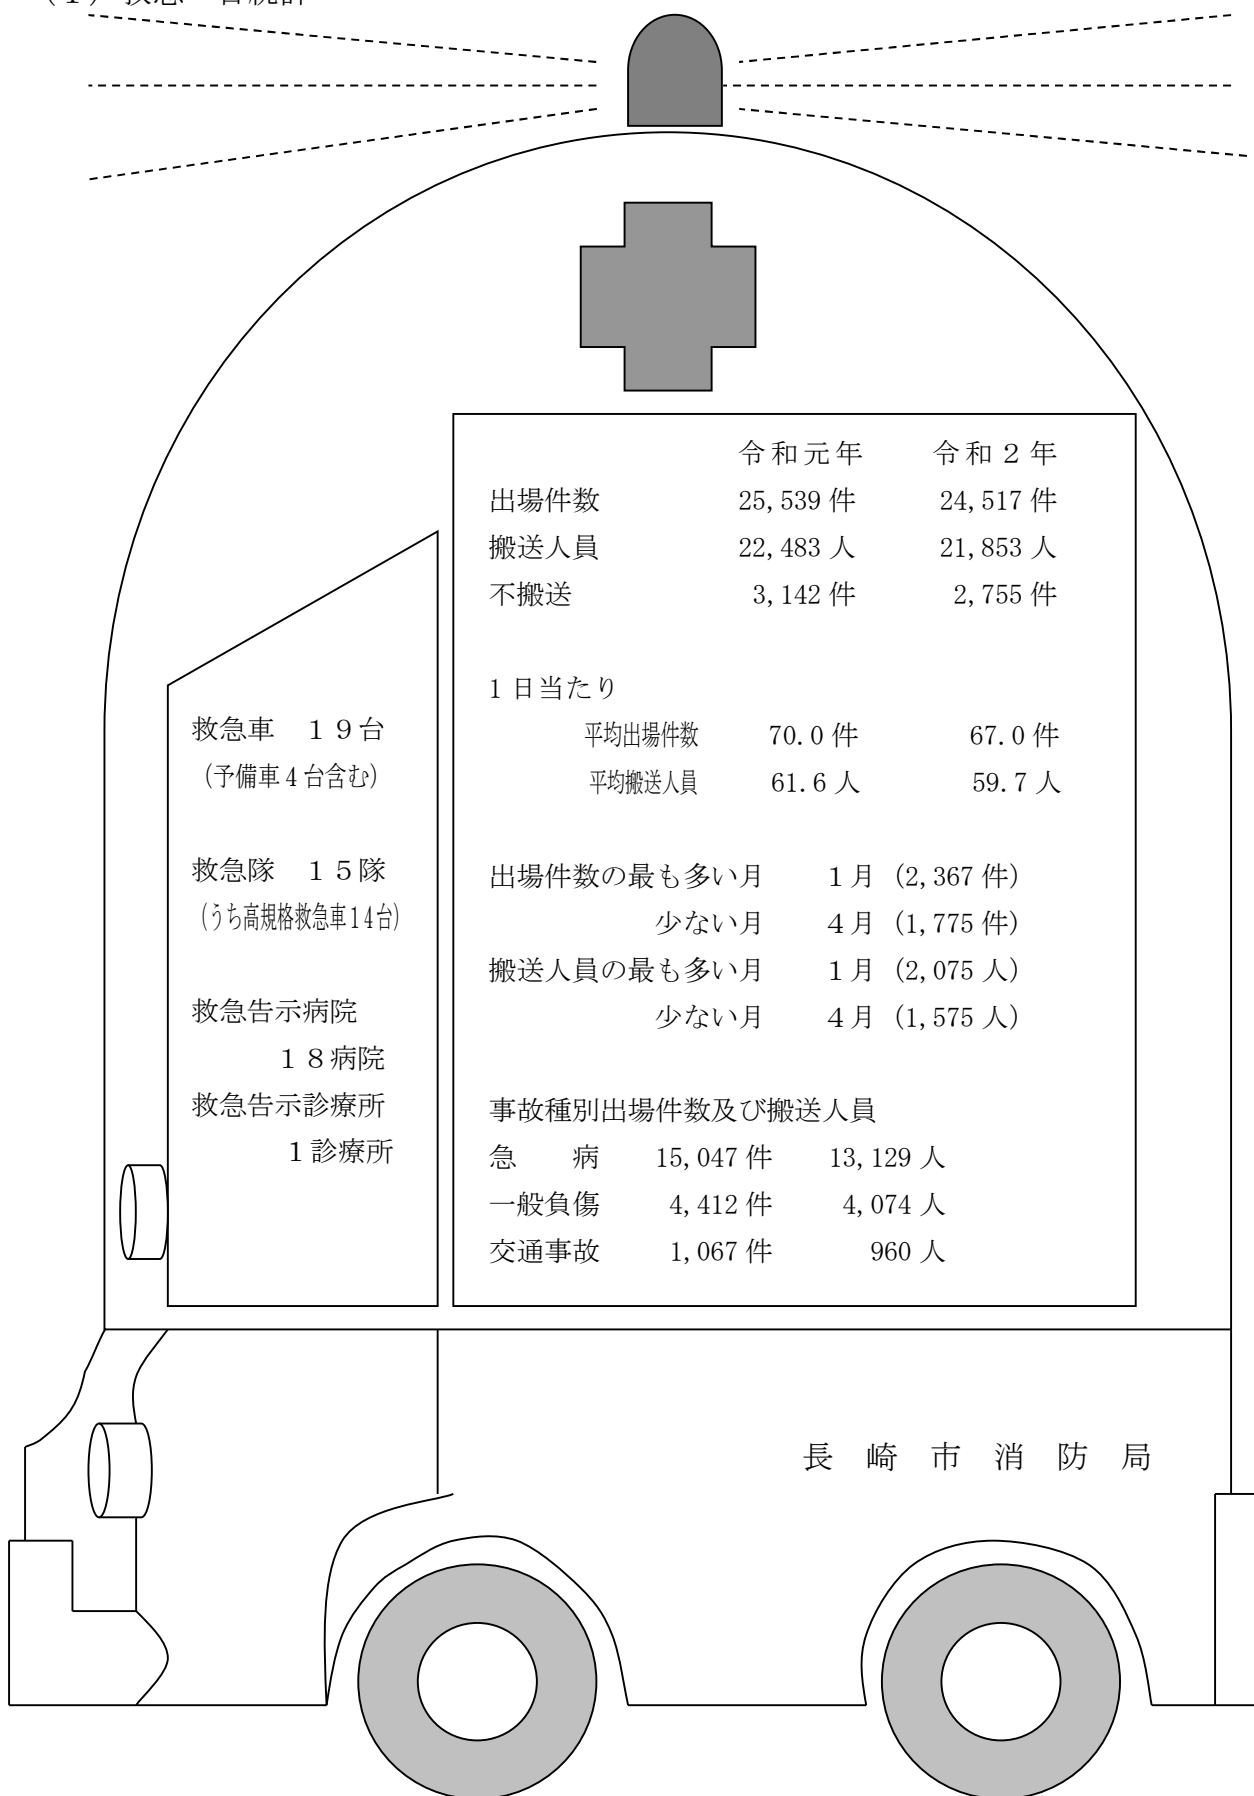 令和元年 令和２年
出場件数 25,539件 24,517件
搬送人員 22,483人 21,853人
不搬送 3,142件 2,755件
1日当たり
平均出場件数 70.0件 67.0件
平均搬送人員 61.6人 59.7人
出場件数の最も多い月 １月（2,367件）
少ない月 ４月（1,775件）
搬送人員の最も多い月 １月（2,075人）
少ない月 ４月（1,575人）
事故種別出場件数及び搬送人員
急　　病 15,047件 13,129人
一般負傷 4,412件 4,074人
交通事故 1,067件 960人
救急車　１９台
（予備車4台含む）
救急隊　１５隊
（うち高規格救急車14台）
救急告示病院
１８病院
救急告示診療所
１診療所
長　崎　市　消　防　局